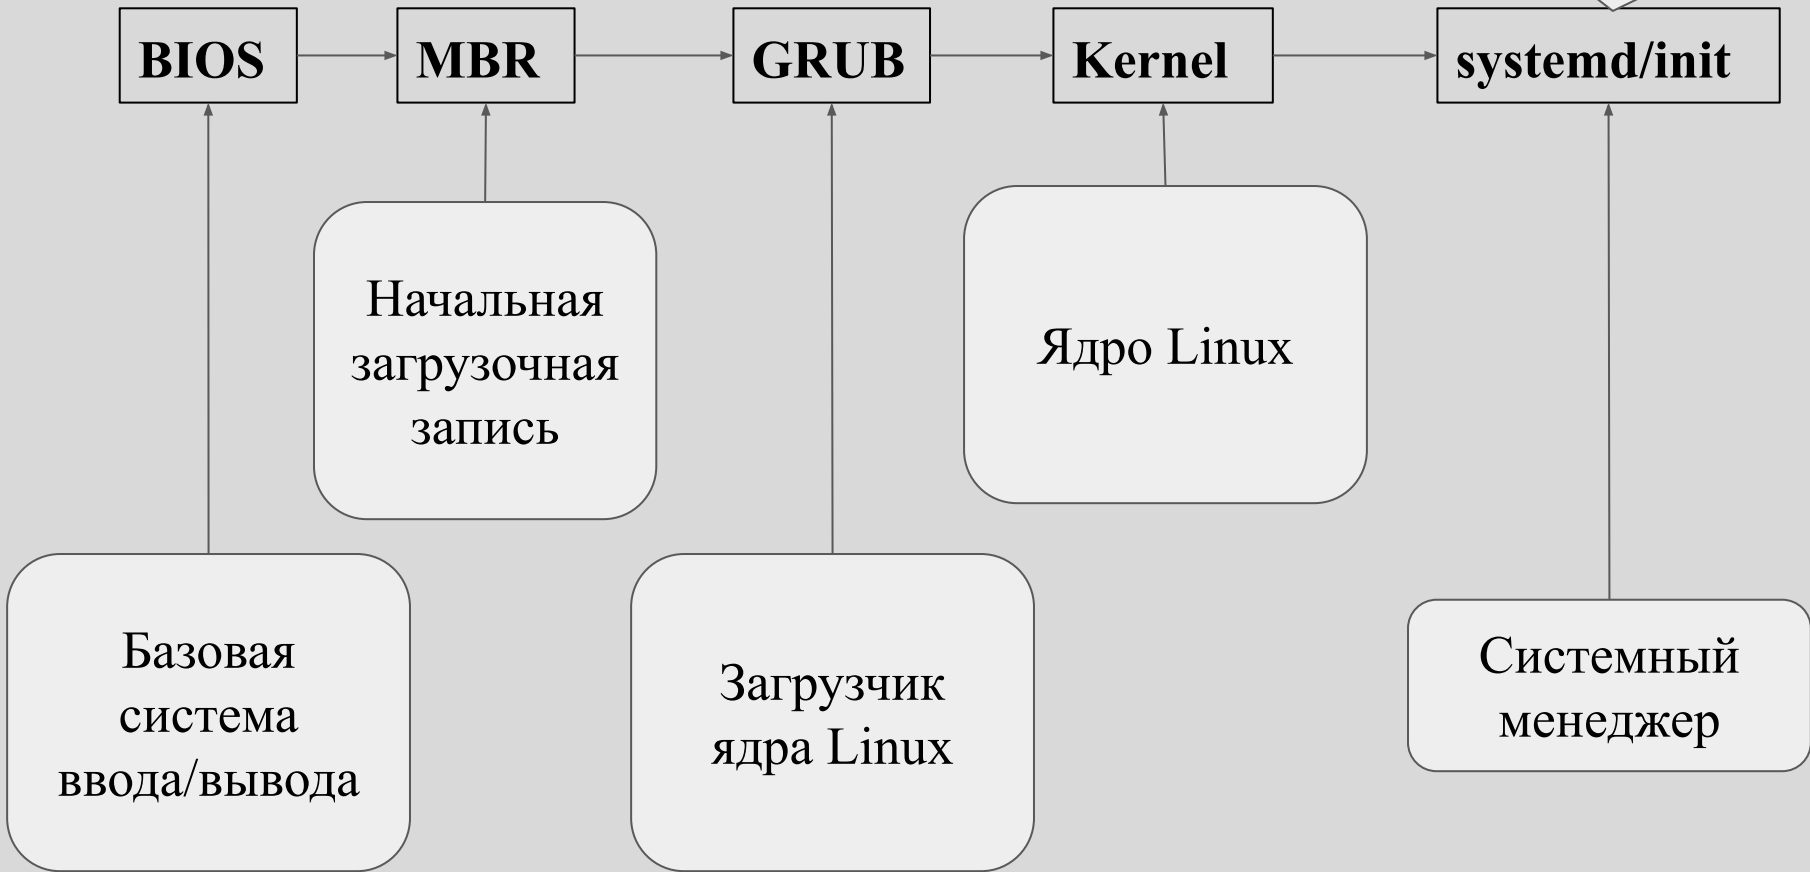 BIOS
MBR
GRUB
Kernel
systemd/init
Начальная
загрузочная
запись
Ядро Linux
Базовая
система
ввода/вывода
Загрузчик
ядра Linux
Системный
менеджер